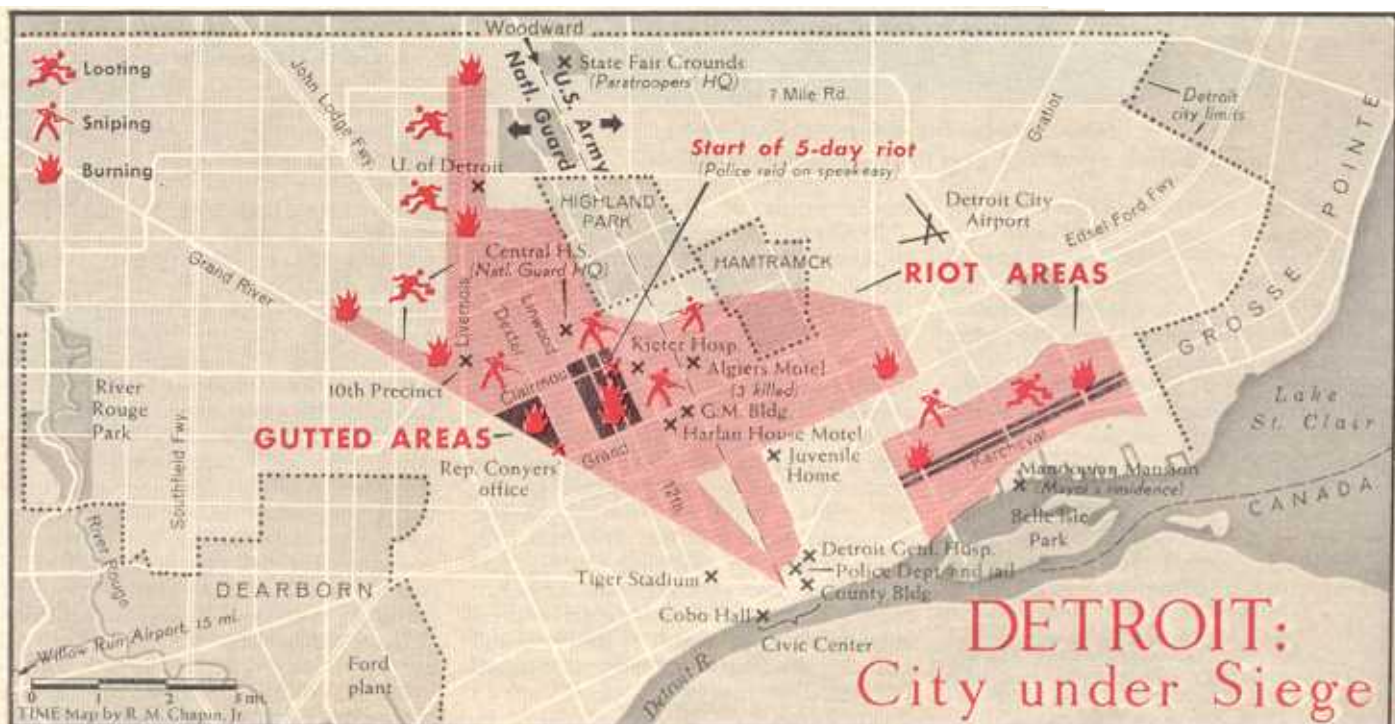 Looting
Sniping
Burning
John Lodge Fwy.
Woodward
State Fair Grounds
(Paratroopers' HQ)
Natl. Guard
U.S. Army
7 Mile Rd.
Gratiot
Detroit
city limits
Start of 5-day riot
(Police raid on speakeasy)
U. of Detroit
HIGHLAND
PARK
Detroit City
Airport
Edsel Ford Fwy.
GROSSE POINTE
Grand River
Central H.S.
(Natl. Guard HQ)
HAMTRAMCK
RIOT AREAS
Livernois
Dexter
Linwood
Kiefer Hosp.
Algiers Motel
(3 killed)
Clairmount
10th Precinct
G.M. Bldg.
Harlan House Motel
Juvenile
Home
River
Rouge
Park
Southfield Fwy.
GUTTED AREAS
Rep. Conyers'
office
Grand
12th
Kercheval
Manoogian Mansion
(Mayor's residence)
Belle Isle
Park
Lake
St. Clair
CANADA
River Rouge
DEARBORN
Tiger Stadium
Detroit Genl. Hosp.
Police Dept. and jail
County Bldg.
Cobo Hall
Civic Center
Detroit R.
Willow Run Airport, 15 mi.
Ford
plant
0 1 2 3 mi.
TIME Map by R. M. Chapin, Jr.
DETROIT:
City under Siege